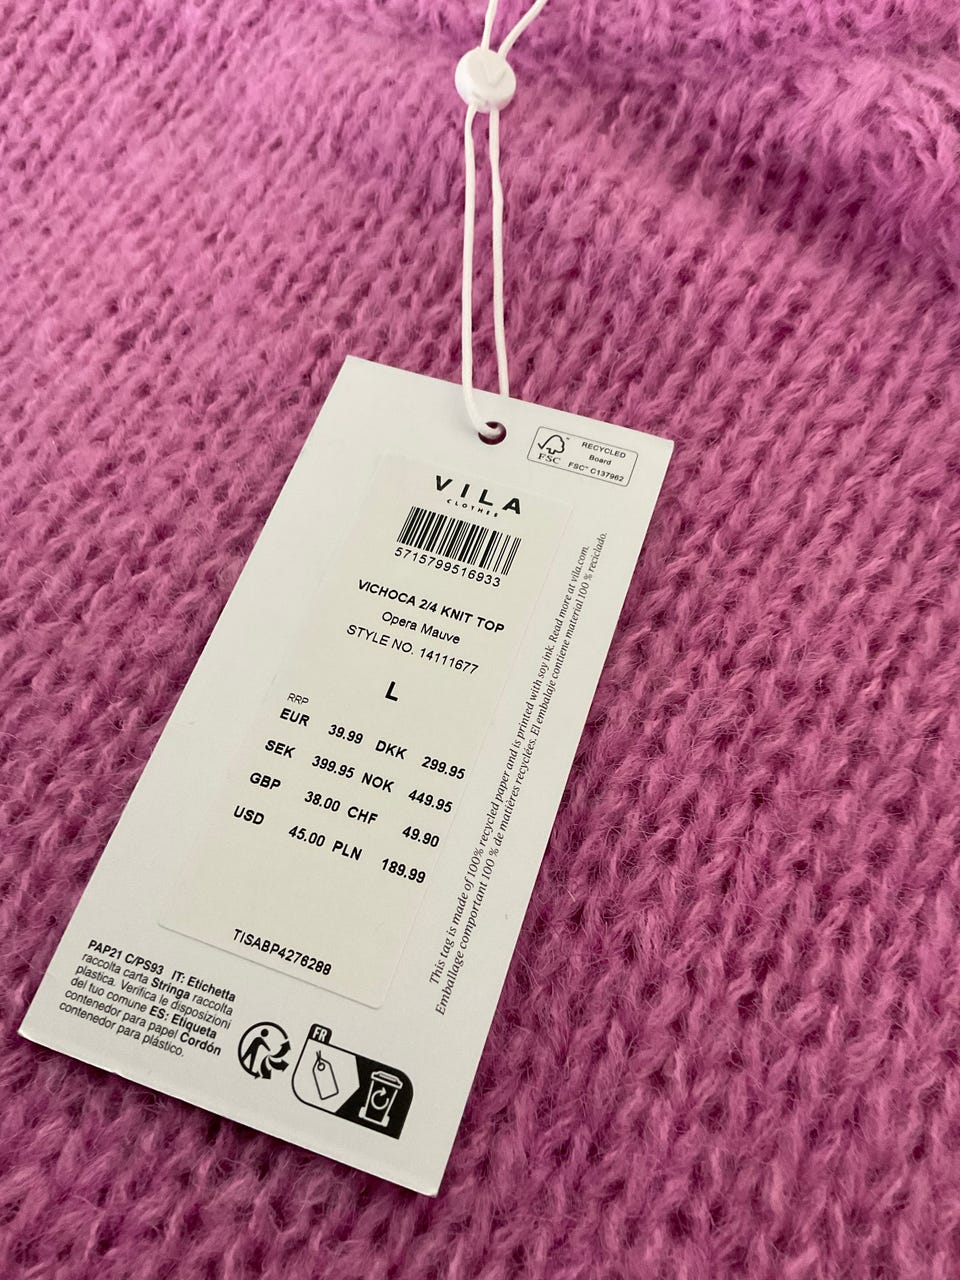 RECYCLED
Board
FSC™ C137962
FSC™
VILA
CLOTHES
5715799516933
VICHOCA 2/4 KNIT TOP
Opera Mauve
STYLE NO. 14111677
L
RRP
EUR 39.99 DKK 299.95
SEK 399.95 NOK 449.95
GBP 38.00 CHF 49.90
USD 45.00 PLN 189.99
TISABP4276288
This tag is made of 100% recycled paper and is printed with soy ink. Read more at vila.com.
Emballage comportant 100 % de matières recyclées. El embalaje contiene material 100 % reciclado.
PAP21 C/PS93 IT: Etichetta
raccolta carta Stringa raccolta
plastica. Verifica le disposizioni
del tuo comune ES: Etiqueta
contenedor para papel Cordón
contenedor para plástico.
FR